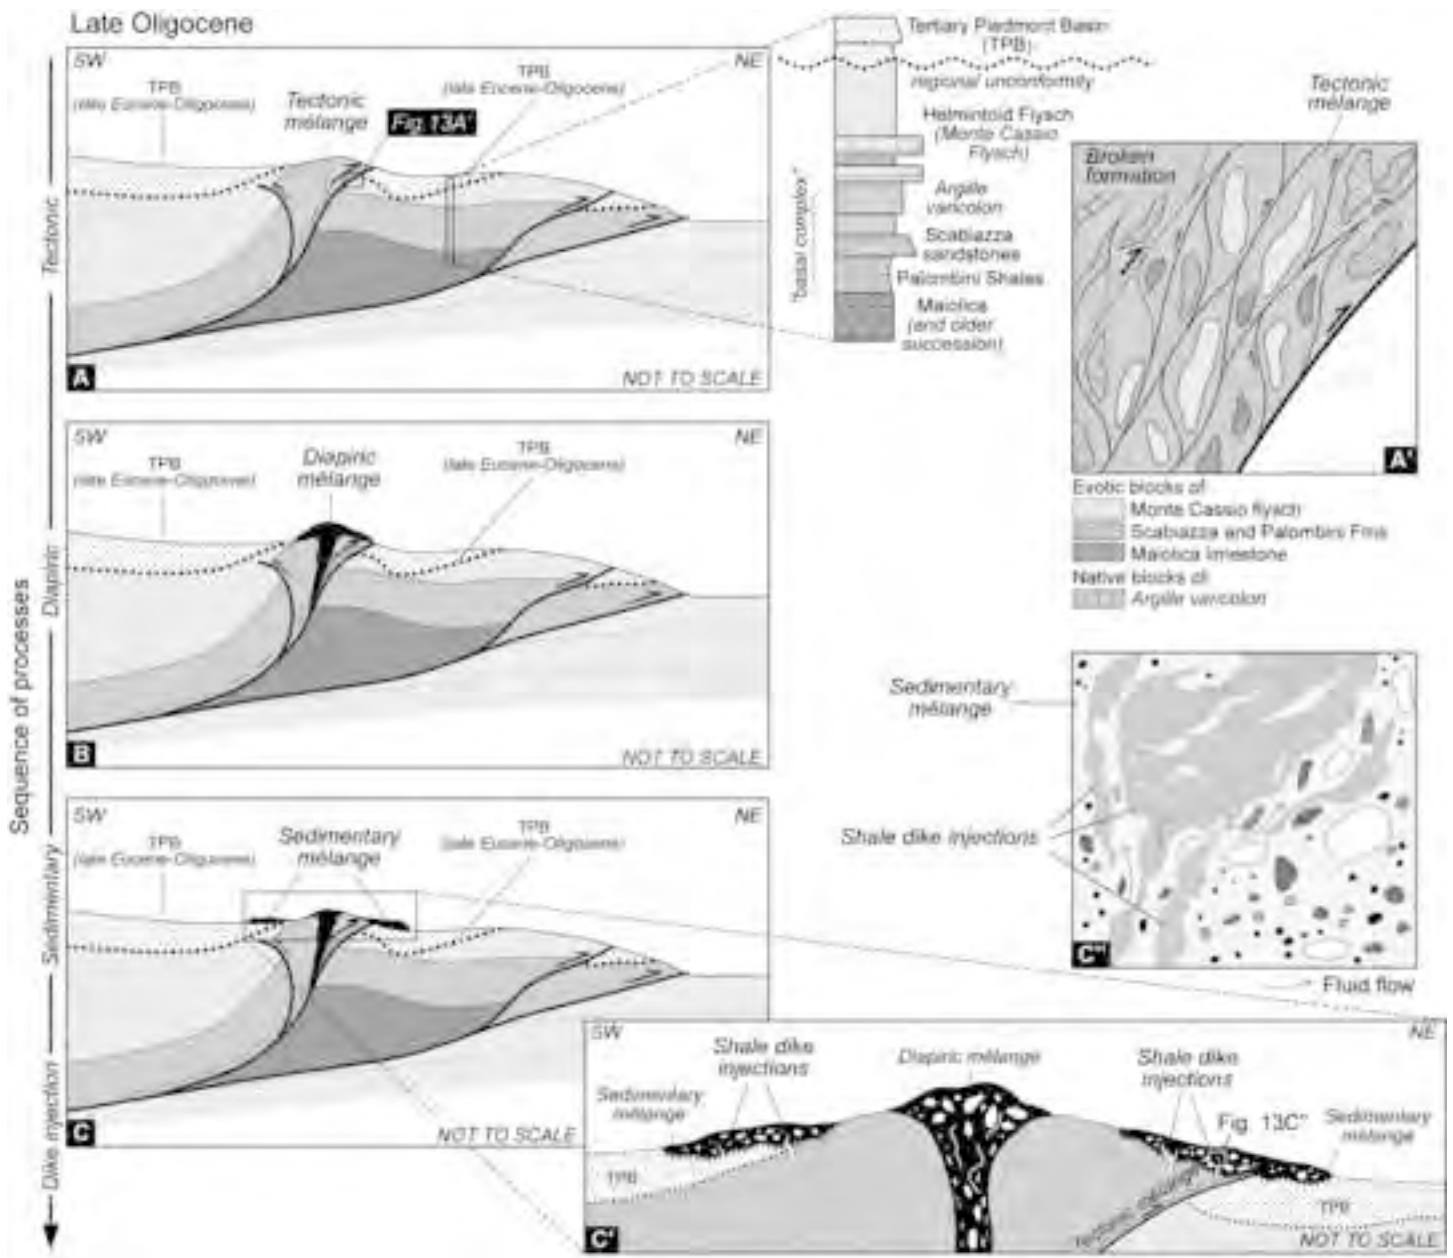 Late Oligocene
SW
NE
TPB
(late Eocene-Oligocene)
Tectonic
mélange
Fig.13A'
TPB
(late Eocene-Oligocene)
A
NOT TO SCALE
Tertiary Piedmont Basin
(TPB)
regional unconformity
Helmintoid Flysch
(Monte Cassio
Flysch)
Argille
varicolori
Scabiazza
sandstones
Palombini Shales
Maiolica
(and older
succession)
"basal complex"
Tectonic
mélange
Broken
formation
A'
Exotic blocks of:
Monte Cassio flysch
Scabiazza and Palombini Fms
Maiolica limestone
Native blocks of:
Argille varicolori
SW
NE
TPB
(late Eocene-Oligocene)
Diapiric
mélange
TPB
(late Eocene-Oligocene)
B
NOT TO SCALE
SW
NE
TPB
(late Eocene-Oligocene)
Sedimentary
mélange
TPB
(late Eocene-Oligocene)
C
NOT TO SCALE
Sedimentary
mélange
Shale dike injections
C"
Fluid flow
SW
NE
Shale dike
injections
Diapiric mélange
Shale dike
injections
Sedimentary
mélange
Fig. 13C"
Sedimentary
mélange
TPB
tectonic mélange
TPB
C'
NOT TO SCALE
Sequence of processes
Tectonic
Diapiric
Sedimentary
Dike injection